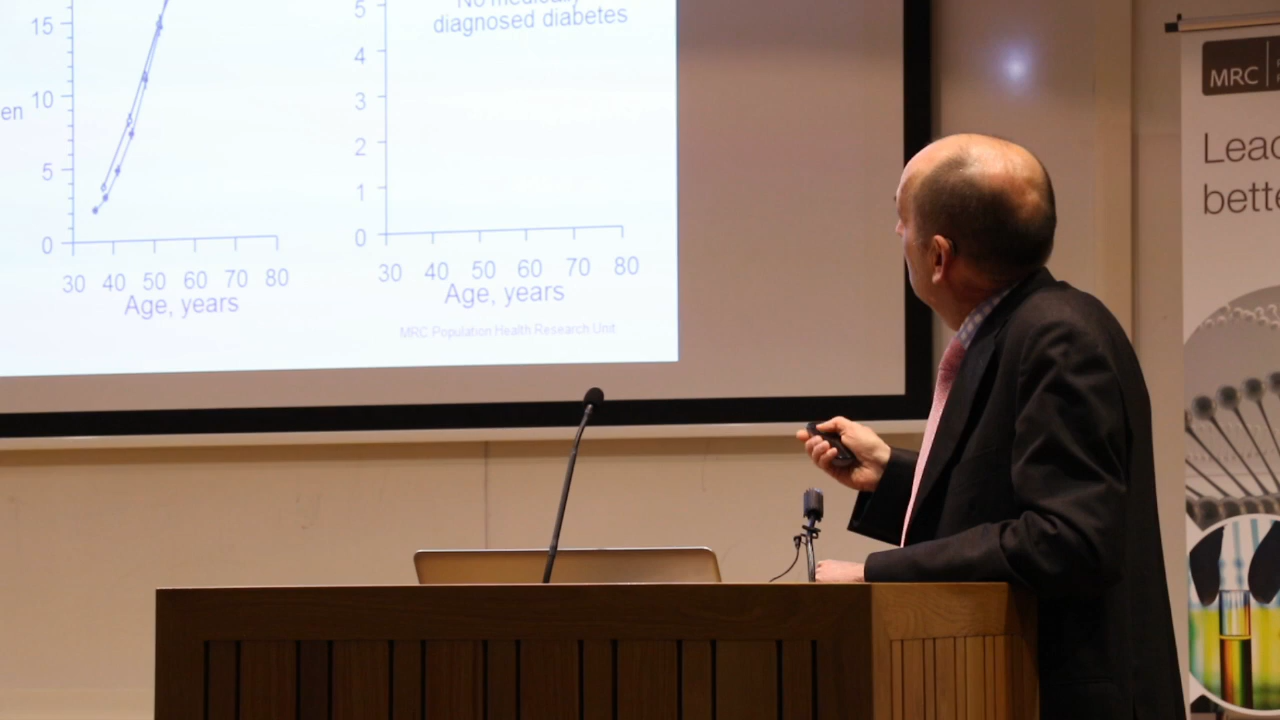 15
10
en
5
0
30 40 50 60 70 80
Age, years
diagnosed diabetes
5
4
3
2
1
0
30 40 50 60 70 80
Age, years
MRC Population Health Research Unit
MRC
Lead
bette